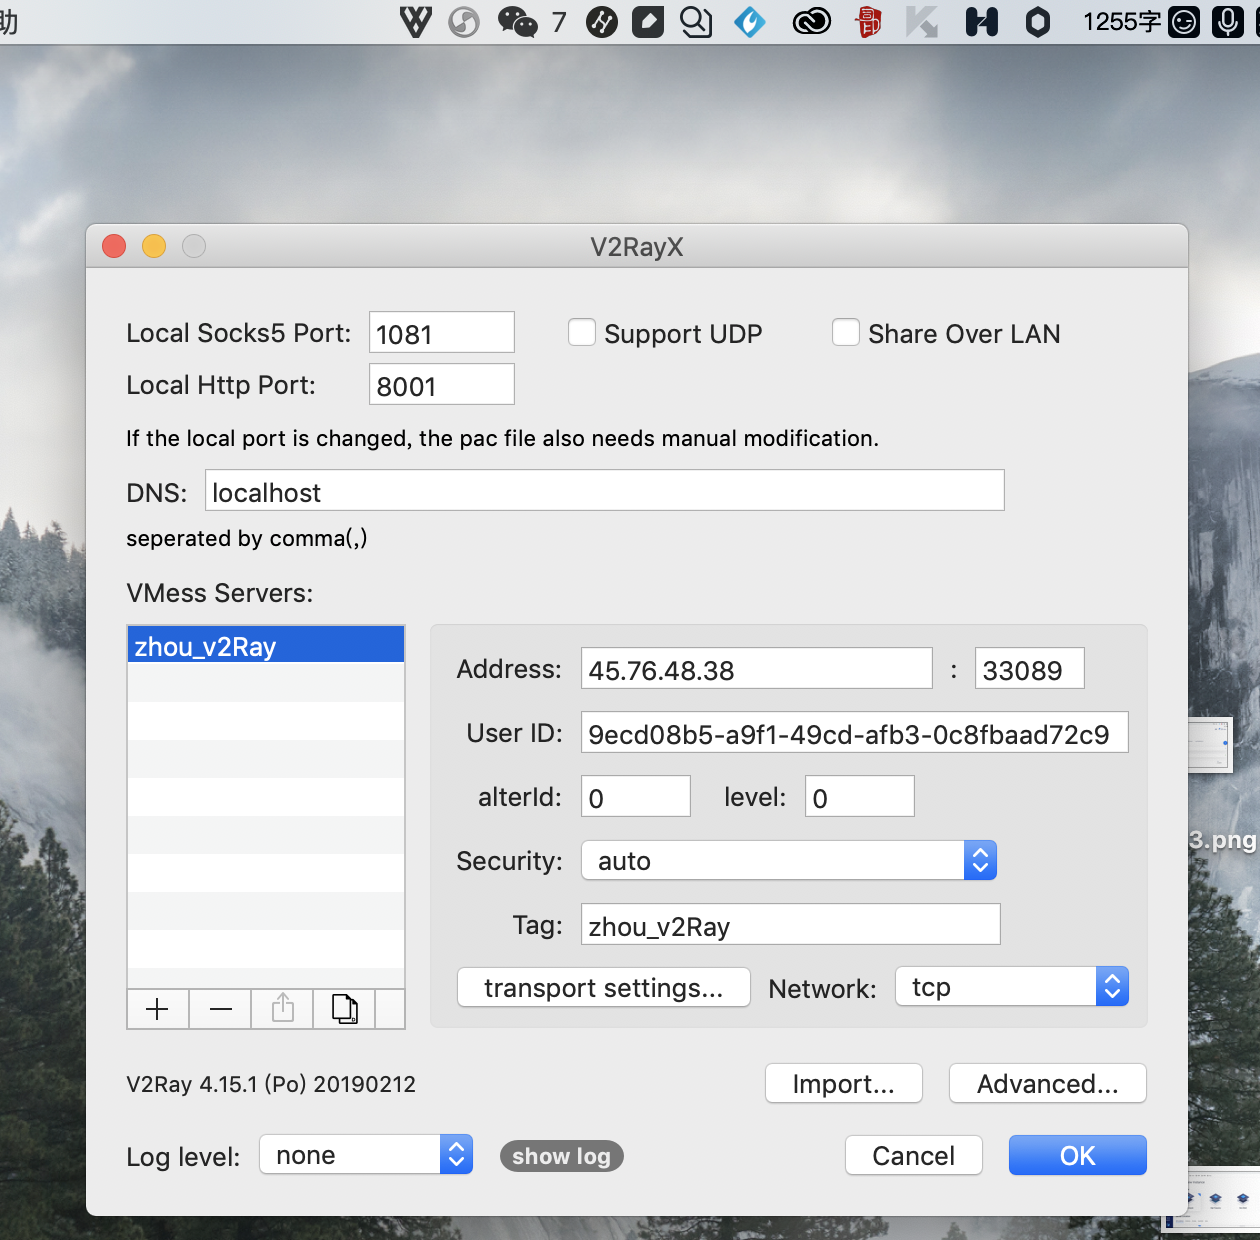 助 7 1255字
V2RayX
Local Socks5 Port: 1081 Support UDP Share Over LAN
Local Http Port: 8001
If the local port is changed, the pac file also needs manual modification.
DNS: localhost
seperated by comma(,)
VMess Servers:
zhou_v2Ray
Address: 45.76.48.38 : 33089
User ID: 9ecd08b5-a9f1-49cd-afb3-0c8fbaad72c9
alterId: 0 level: 0
3.png
Security: auto
Tag: zhou_v2Ray
transport settings... Network: tcp
V2Ray 4.15.1 (Po) 20190212 Import... Advanced...
Log level: none show log Cancel OK